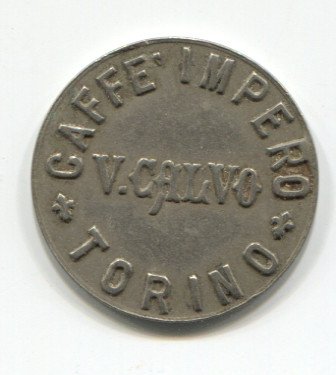 CAFFE' IMPERO
V. CALVO
* TORINO *